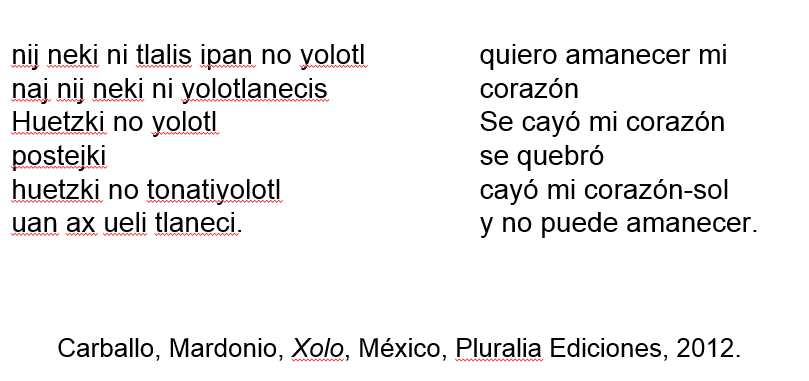 nij neki ni tlalis ipan no yolotl
naj nij neki ni yolotlanecis
Huetzki no yolotl
postejki
huetzki no tonatiyolotl
uan ax ueli tlaneci.
quiero amanecer mi
corazón
Se cayó mi corazón
se quebró
cayó mi corazón-sol
y no puede amanecer.
Carballo, Mardonio, Xolo, México, Pluralia Ediciones, 2012.